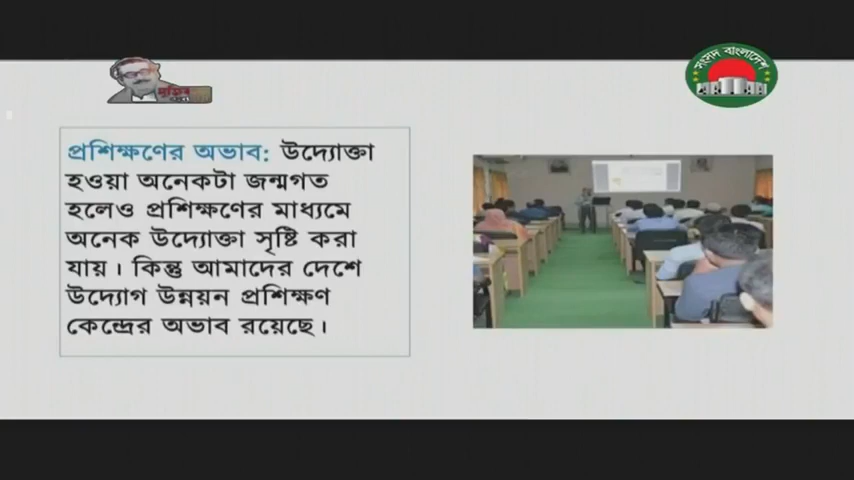 সংসদ বাংলাদেশ
প্রশিক্ষণের অভাব: উদ্যোক্তা
হওয়া অনেকটা জন্মগত
হলেও প্রশিক্ষণের মাধ্যমে
অনেক উদ্যোক্তা সৃষ্টি করা
যায়। কিন্তু আমাদের দেশে
উদ্যোগ উন্নয়ন প্রশিক্ষণ
কেন্দ্রের অভাব রয়েছে।